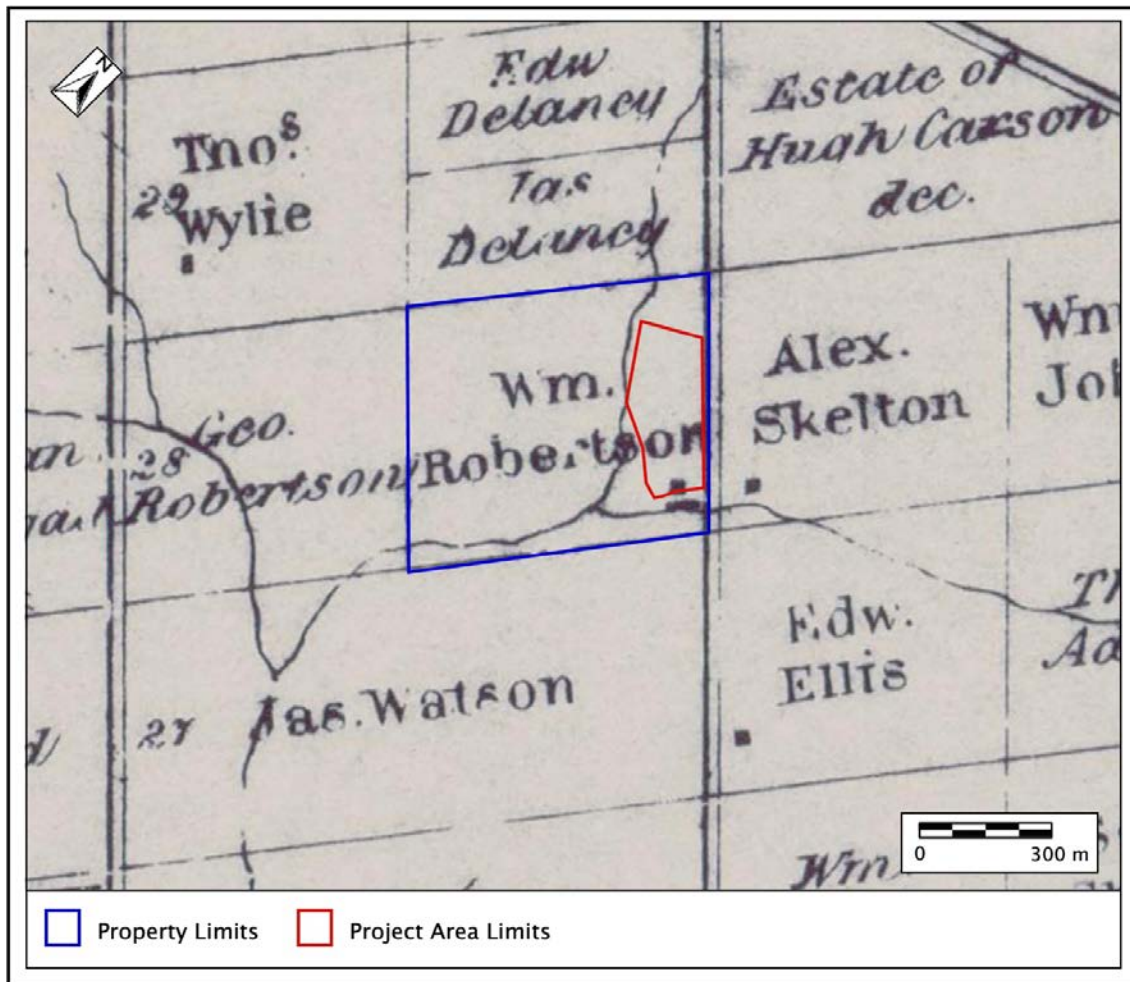 N
Edw
Delancy
Estate of
Hugh Carson
dec.
Thos.
29
Wylie
Jas
Delancy
Wm.
Robertson
Alex.
Skelton
Wm
Geo.
28
Robertson
Edw.
Ellis
27
Jas. Watson
Wm
0 300 m
Property Limits
Project Area Limits